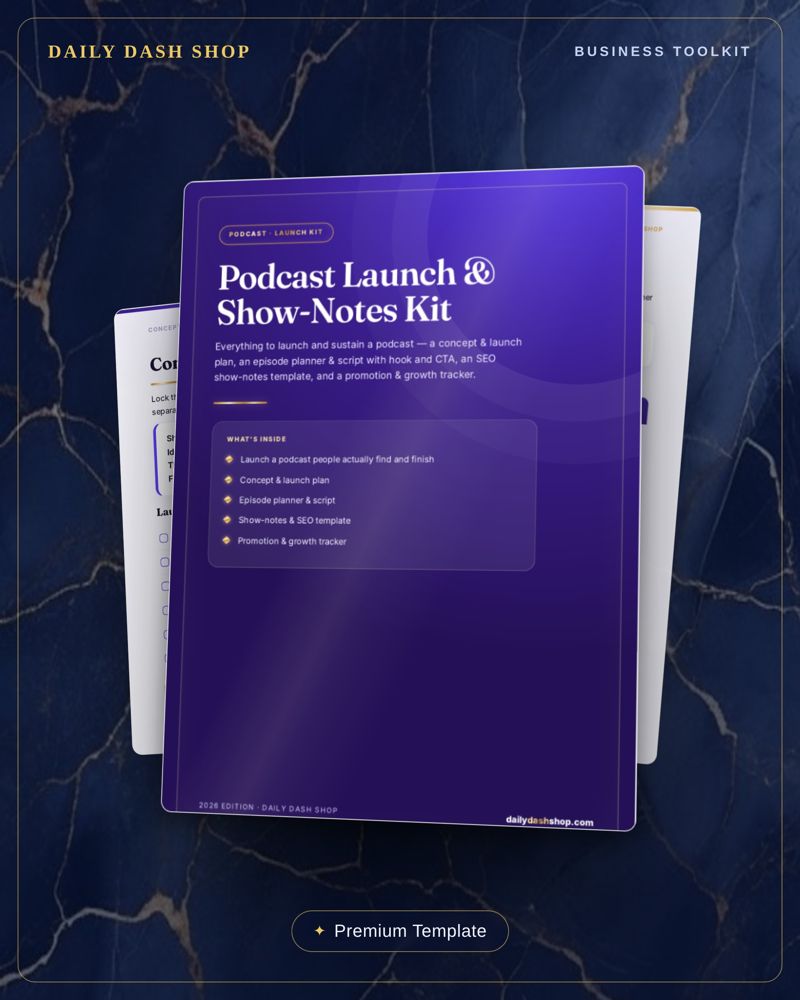 DAILY DASH SHOP
BUSINESS TOOLKIT
PODCAST · LAUNCH KIT
Podcast Launch &
Show-Notes Kit
Everything to launch and sustain a podcast — a concept & launch
plan, an episode planner & script with hook and CTA, an SEO
show-notes template, and a promotion & growth tracker.
WHAT'S INSIDE
Launch a podcast people actually find and finish
Concept & launch plan
Episode planner & script
Show-notes & SEO template
Promotion & growth tracker
2026 EDITION · DAILY DASH SHOP
dailydashshop.com
SHOP
✦ Premium Template